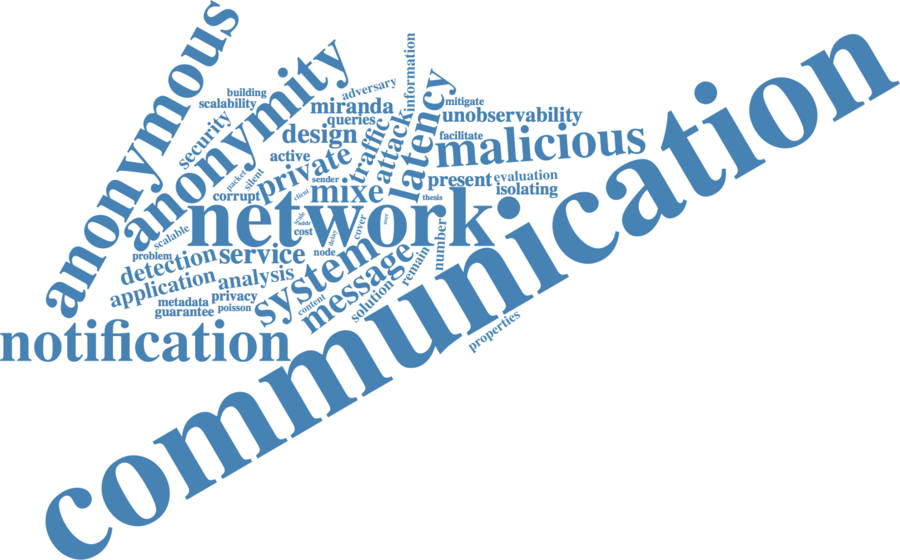 anonymous
anonymity
information
building
scalability
adversary
miranda
queries
latency
mitigate
unobservability
security
design
traffic
attack
facilitate
malicious
communication
active
private
packet
silent
sender
mixe
present
evaluation
isolating
corrupt
client
thesis
network
scalable
cost
node
delay
cover
user
number
problem
detection
service
system
message
remain
application
analysis
metadata
privacy
guarantee
poisson
content
solution
properties
notification